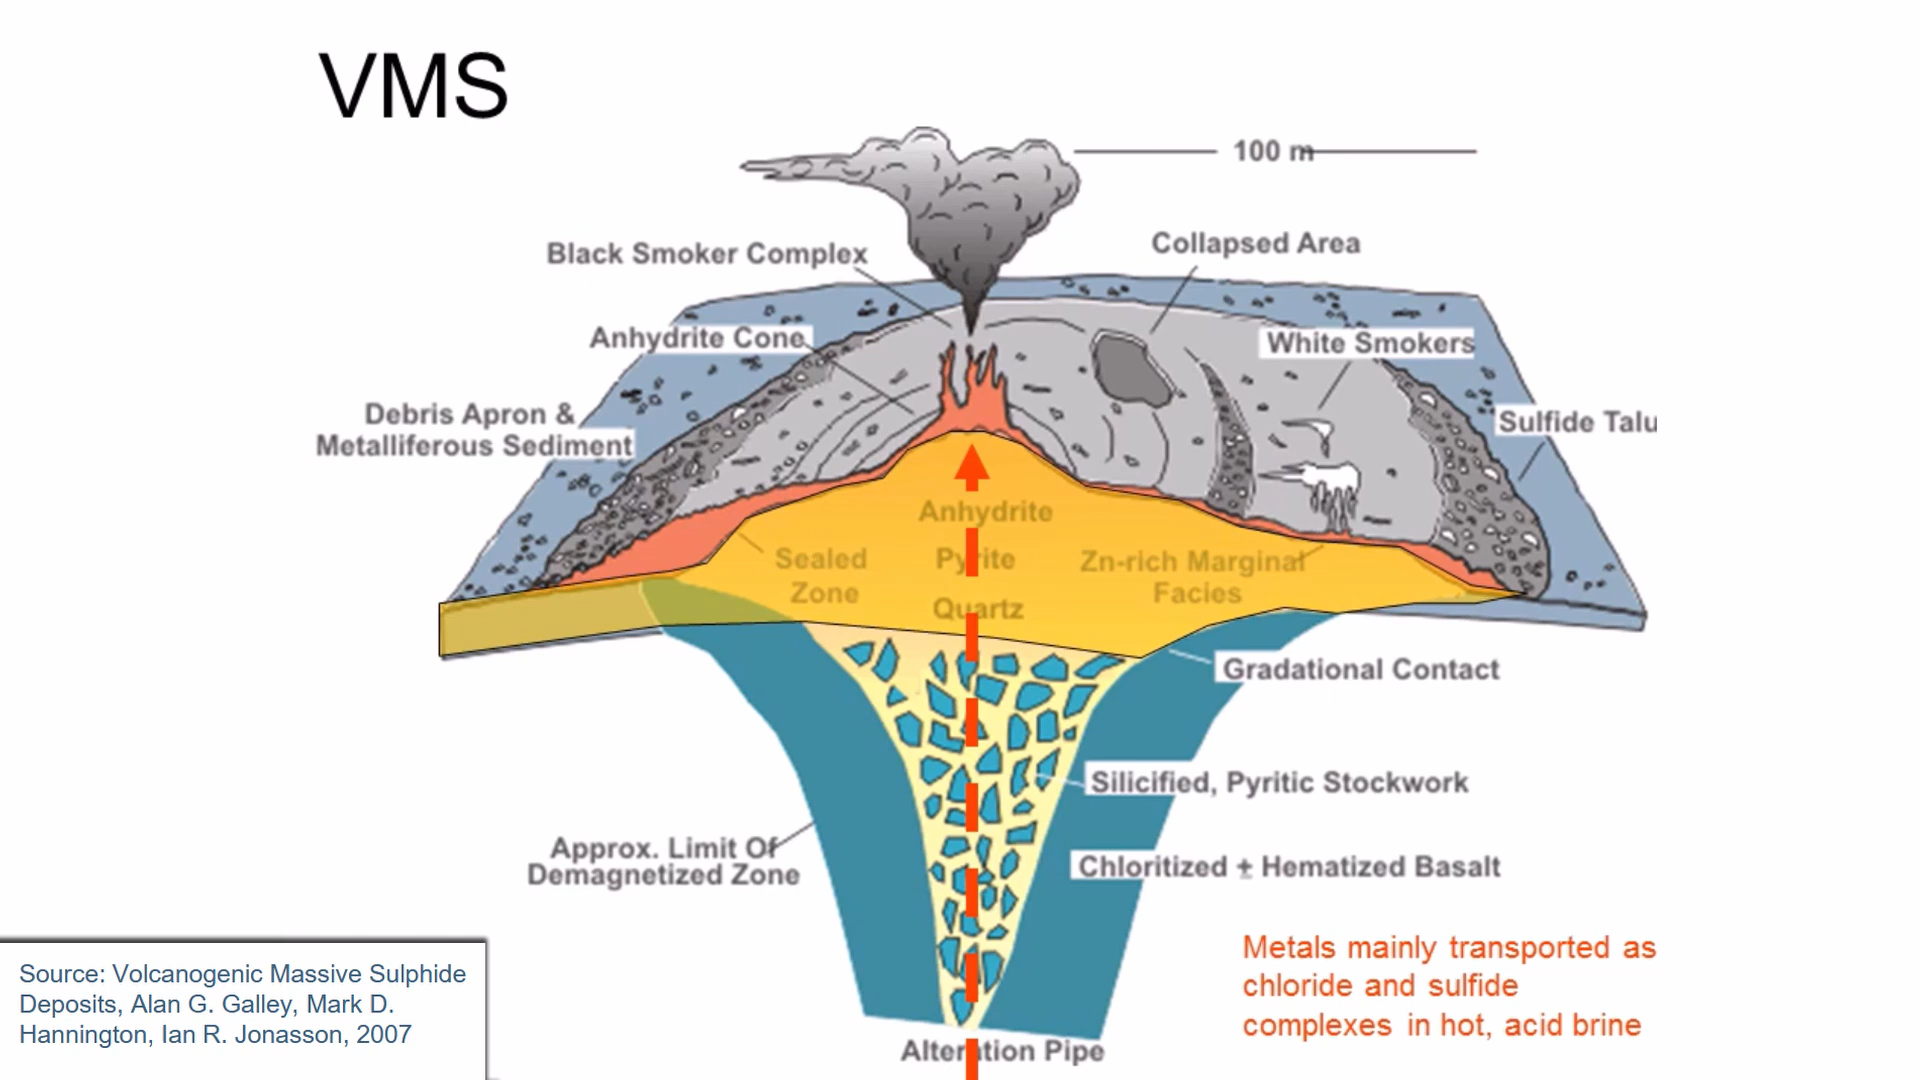 VMS
100 m
Black Smoker Complex
Collapsed Area
Anhydrite Cone
White Smokers
Debris Apron &
Metalliferous Sediment
Sulfide Talu
Anhydrite
Sealed
Zone
Pyrite
Zn-rich Marginal
Facies
Quartz
Gradational Contact
Silicified, Pyritic Stockwork
Approx. Limit Of
Demagnetized Zone
Chloritized ± Hematized Basalt
Metals mainly transported as
chloride and sulfide
complexes in hot, acid brine
Source: Volcanogenic Massive Sulphide
Deposits, Alan G. Galley, Mark D.
Hannington, Ian R. Jonasson, 2007
Alteration Pipe